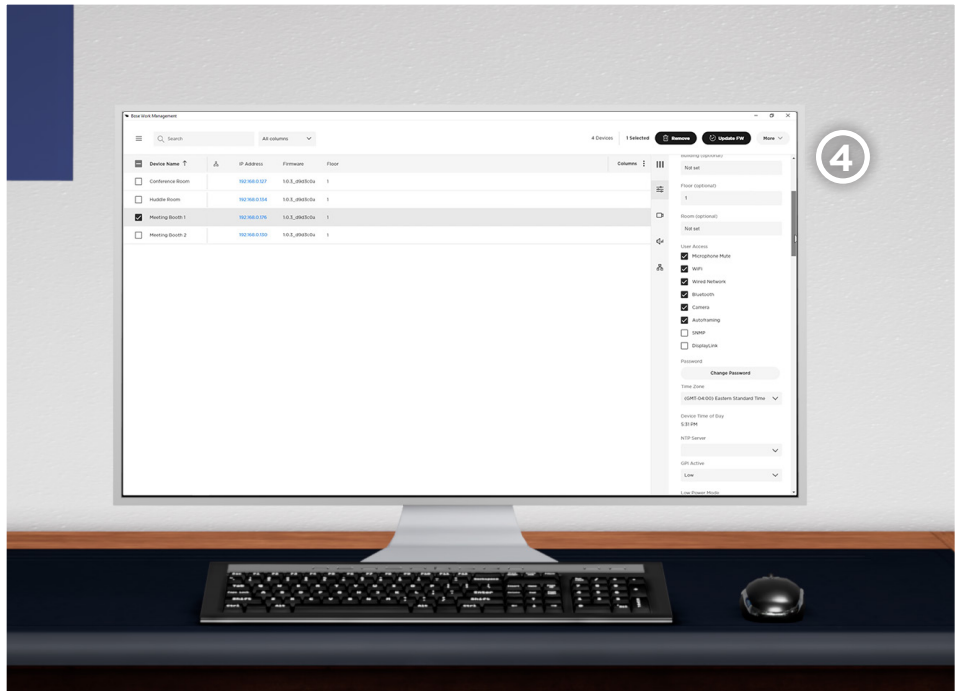 Bose Work Management
Search
All columns
4 Devices
1 Selected
Remove
Update FW
More
Device Name ↑
IP Address
Firmware
Floor
Columns
Conference Room
192.168.0.127
1.0.3_d9d3c0a
1
Huddle Room
192.168.0.134
1.0.3_d9d3c0a
1
Meeting Booth 1
192.168.0.176
1.0.3_d9d3c0a
1
Meeting Booth 2
192.168.0.130
1.0.3_d9d3c0a
1
Building (optional)
Not set
Floor (optional)
1
Room (optional)
Not set
User Access
Microphone Mute
WiFi
Wired Network
Bluetooth
Camera
Autoframing
SNMP
DisplayLink
Password
Change Password
Time Zone
(GMT-04:00) Eastern Standard Time
Device Time of Day
5:31 PM
NTP Server
GPI Active
Low
Low Power Mode
4